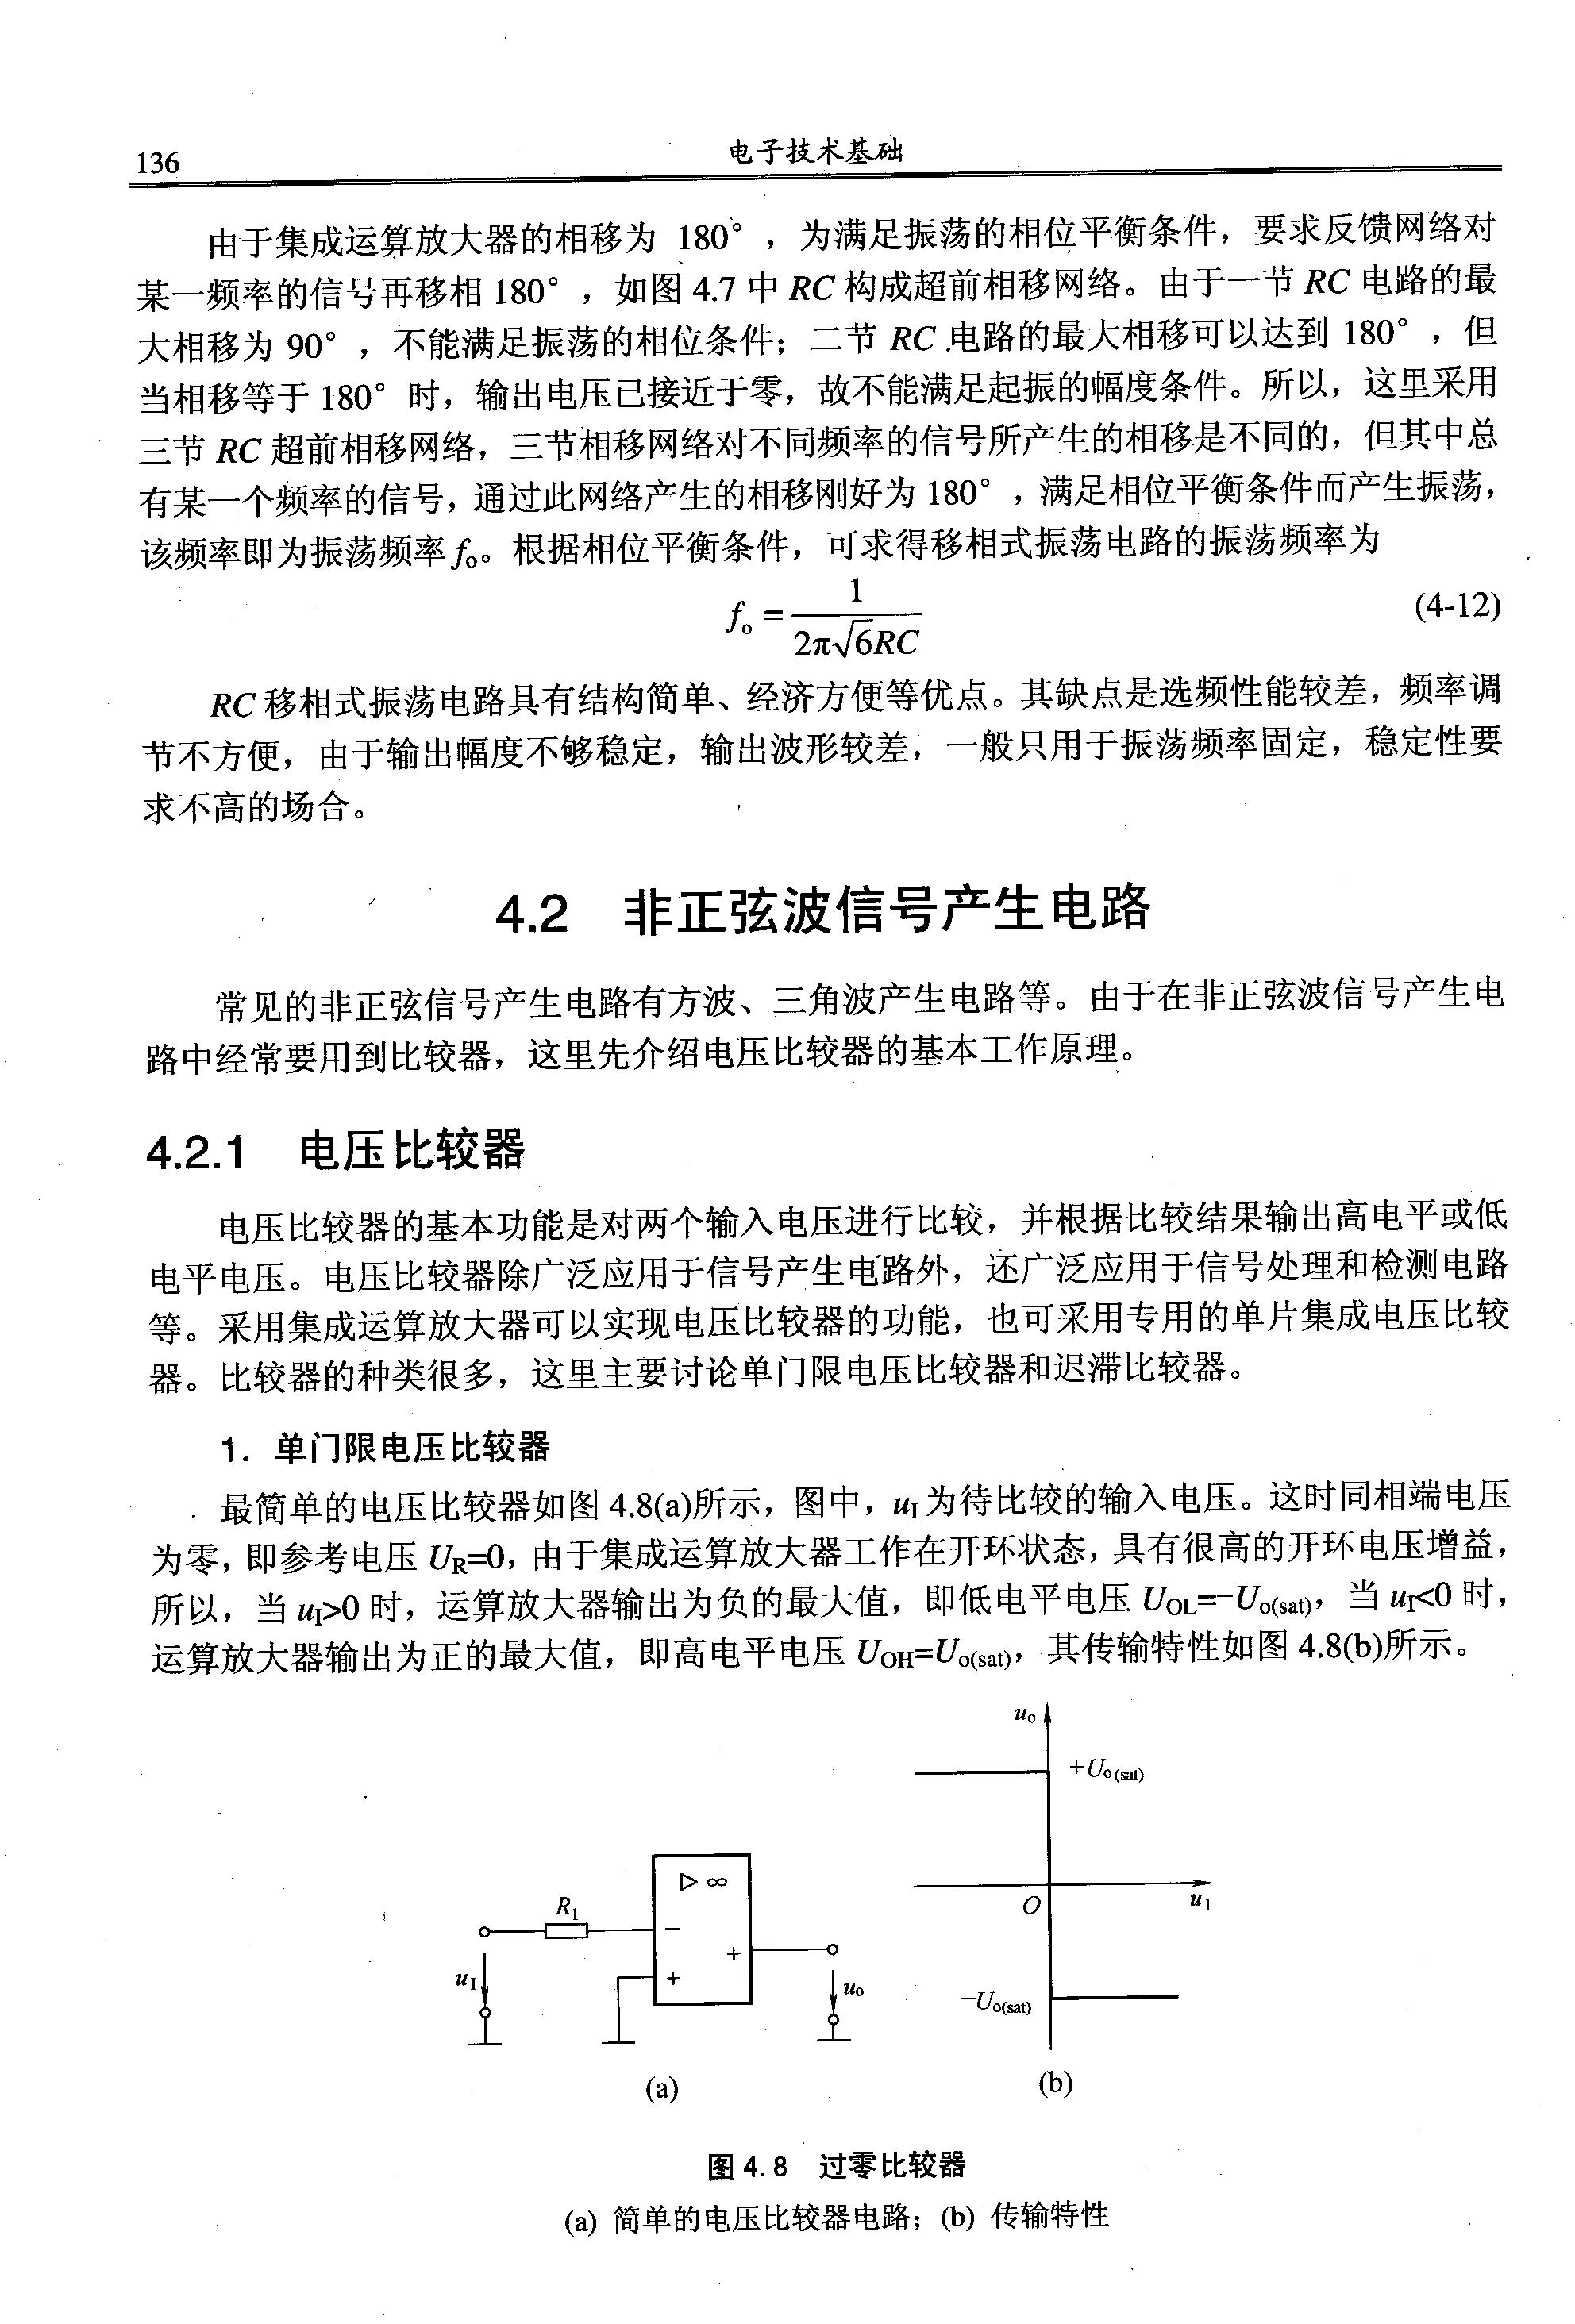 136
电子技术基础
由于集成运算放大器的相移为 180°，为满足振荡的相位平衡条件，要求反馈网络对
某一频率的信号再移相 180°，如图 4.7 中 RC 构成超前相移网络。由于一节 RC 电路的最
大相移为 90°，不能满足振荡的相位条件；二节 RC 电路的最大相移可以达到 180°，但
当相移等于 180° 时，输出电压已接近于零，故不能满足起振的幅度条件。所以，这里采用
三节 RC 超前相移网络，三节相移网络对不同频率的信号所产生的相移是不同的，但其中总
有某一个频率的信号，通过此网络产生的相移刚好为 180°，满足相位平衡条件而产生振荡，
该频率即为振荡频率 fo。根据相位平衡条件，可求得移相式振荡电路的振荡频率为
fo = 1/(2π√6RC) (4-12)
RC 移相式振荡电路具有结构简单、经济方便等优点。其缺点是选频性能较差，频率调
节不方便，由于输出幅度不够稳定，输出波形较差，一般只用于振荡频率固定，稳定性要
求不高的场合。
4.2 非正弦波信号产生电路
常见的非正弦信号产生电路有方波、三角波产生电路等。由于在非正弦波信号产生电
路中经常要用到比较器，这里先介绍电压比较器的基本工作原理。
4.2.1 电压比较器
电压比较器的基本功能是对两个输入电压进行比较，并根据比较结果输出高电平或低
电平电压。电压比较器除广泛应用于信号产生电路外，还广泛应用于信号处理和检测电路
等。采用集成运算放大器可以实现电压比较器的功能，也可采用专用的单片集成电压比较
器。比较器的种类很多，这里主要讨论单门限电压比较器和迟滞比较器。
1．单门限电压比较器
最简单的电压比较器如图 4.8(a)所示，图中，uI 为待比较的输入电压。这时同相端电压
为零，即参考电压 UR=0，由于集成运算放大器工作在开环状态，具有很高的开环电压增益，
所以，当 uI>0 时，运算放大器输出为负的最大值，即低电平电压 UOL=-Uo(sat)，当 uI<0 时，
运算放大器输出为正的最大值，即高电平电压 UOH=Uo(sat)，其传输特性如图 4.8(b)所示。
uo
+Uo(sat)
▷ ∞
R1
−
+
+
uI
uo
O
uI
−Uo(sat)
(a)
(b)
图 4.8 过零比较器
(a) 简单的电压比较器电路；(b) 传输特性